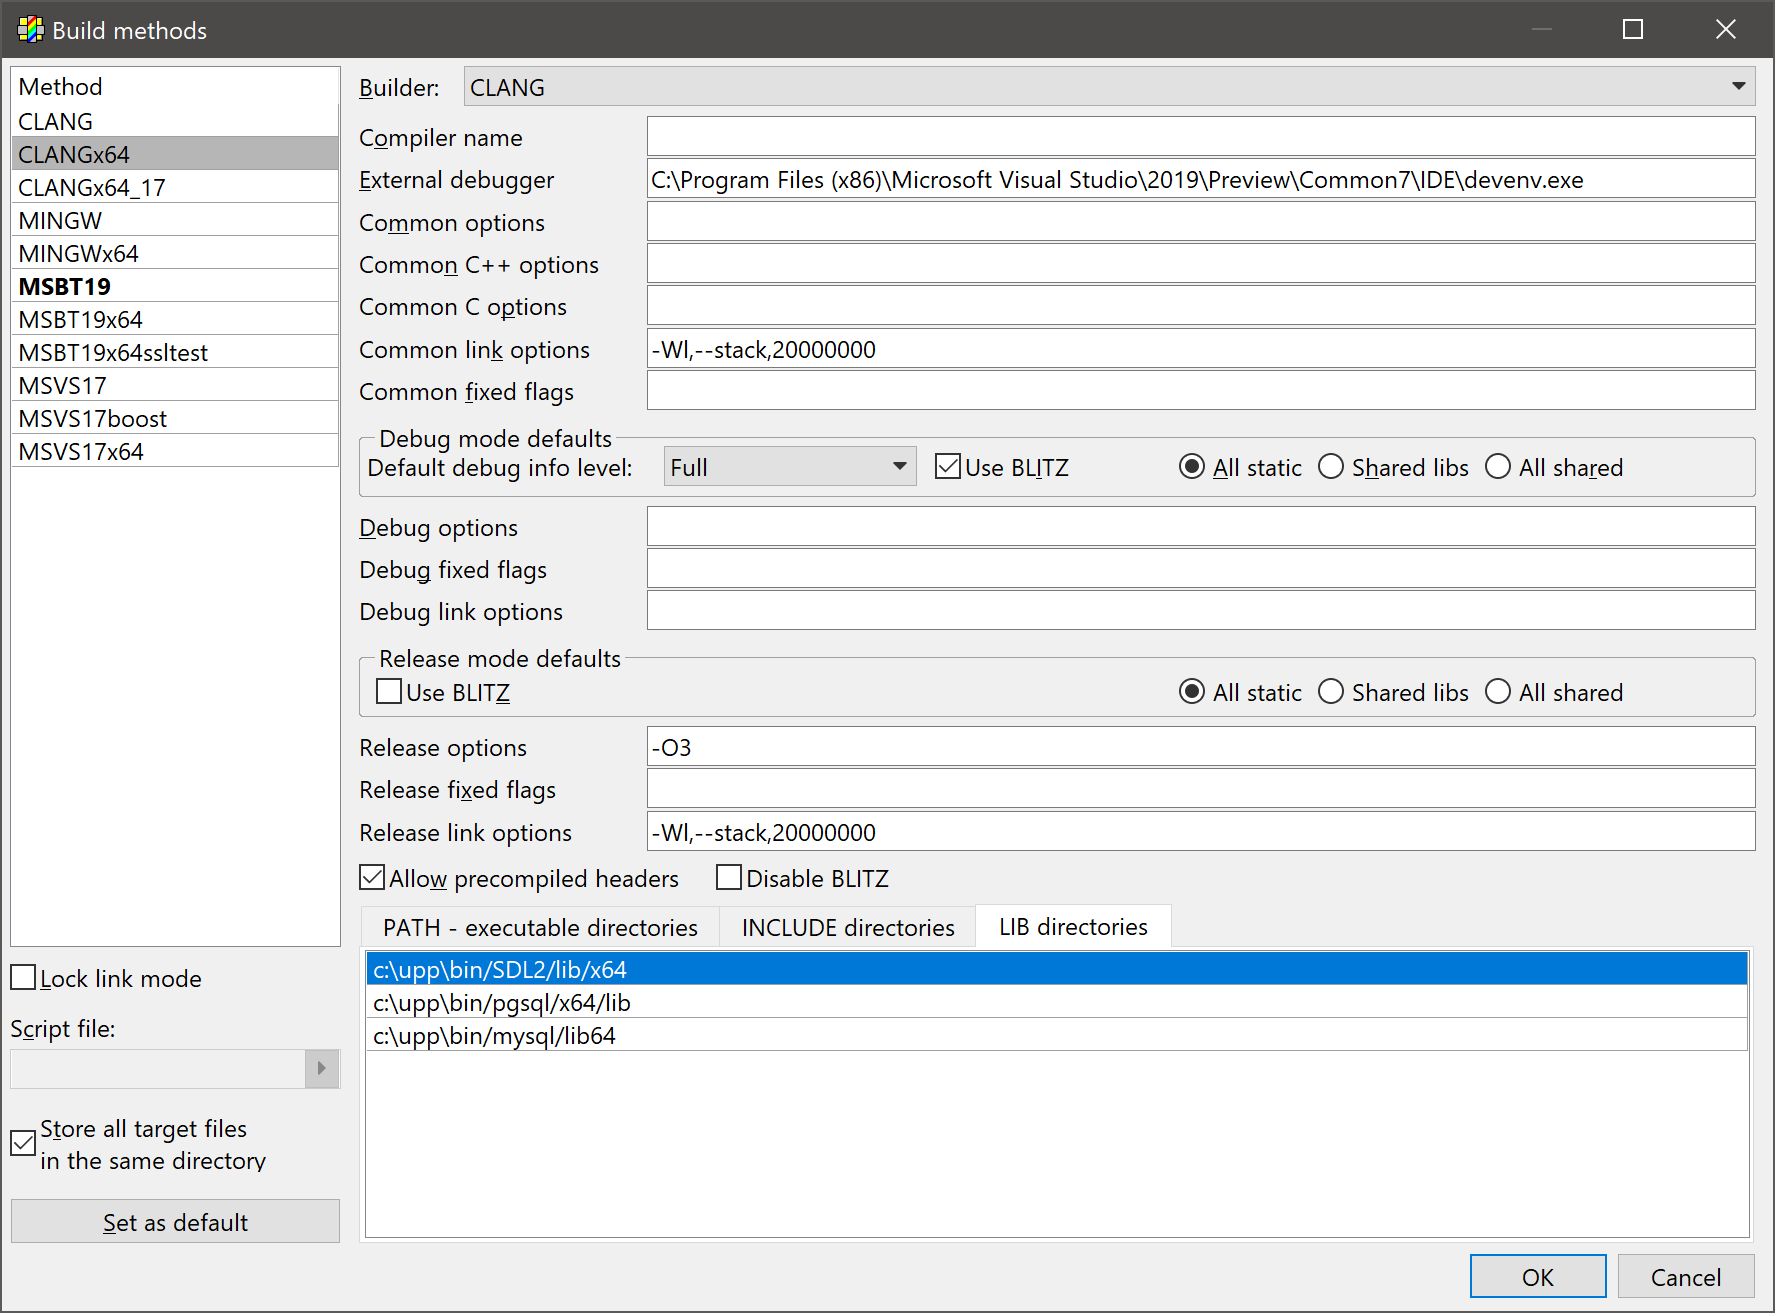 Build methods
Method
CLANG
CLANGx64
CLANGx64_17
MINGW
MINGWx64
MSBT19
MSBT19x64
MSBT19x64ssltest
MSVS17
MSVS17boost
MSVS17x64
Lock link mode
Script file:
Store all target files
in the same directory
Set as default
Builder: CLANG
Compiler name
External debugger C:\Program Files (x86)\Microsoft Visual Studio\2019\Preview\Common7\IDE\devenv.exe
Common options
Common C++ options
Common C options
Common link options -Wl,--stack,20000000
Common fixed flags
Debug mode defaults
Default debug info level: Full Use BLITZ All static Shared libs All shared
Debug options
Debug fixed flags
Debug link options
Release mode defaults
Use BLITZ All static Shared libs All shared
Release options -O3
Release fixed flags
Release link options -Wl,--stack,20000000
Allow precompiled headers Disable BLITZ
PATH - executable directories INCLUDE directories LIB directories
c:\upp\bin/SDL2/lib/x64
c:\upp\bin/pgsql/x64/lib
c:\upp\bin/mysql/lib64
OK Cancel